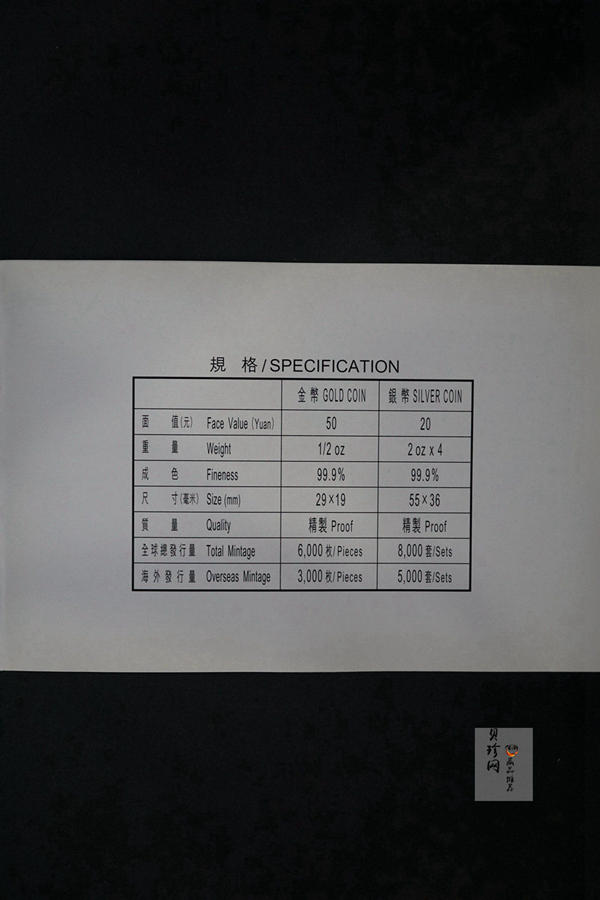 規 格/SPECIFICATION
金幣 GOLD COIN 銀幣 SILVER COIN
面 值(元) Face Value (Yuan) 50 20
重 量 Weight 1/2 oz 2 oz x 4
成 色 Fineness 99.9% 99.9%
尺 寸(毫米) Size (mm) 29×19 55×36
質 量 Quality 精製 Proof 精製 Proof
全球總發行量 Total Mintage 6,000 枚/Pieces 8,000 套/Sets
海外發行量 Overseas Mintage 3,000 枚/Pieces 5,000 套/Sets
贝珍网
藏品推荐